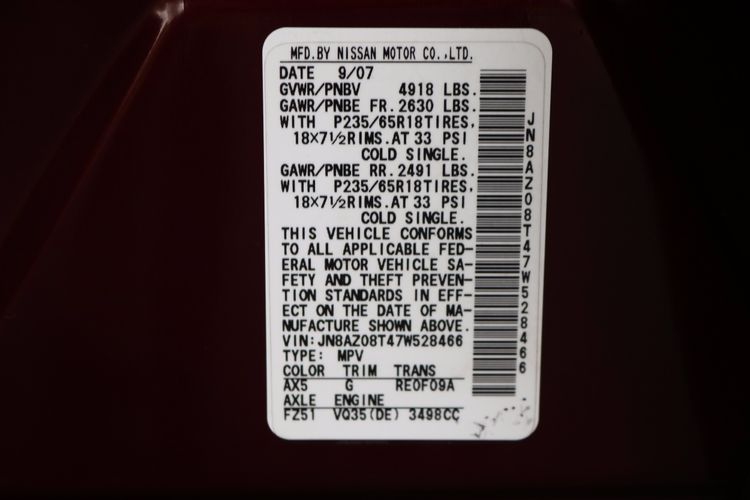 MFD.BY NISSAN MOTOR CO.,LTD.
DATE 9/07
GVWR/PNBV 4918 LBS.
GAWR/PNBE FR.2630 LBS.
WITH P235/65R18TIRES,
18×7½RIMS.AT 33 PSI
COLD SINGLE.
GAWR/PNBE RR.2491 LBS.
WITH P235/65R18TIRES,
18×7½RIMS.AT 33 PSI
COLD SINGLE.
THIS VEHICLE CONFORMS
TO ALL APPLICABLE FED-
ERAL MOTOR VEHICLE SA-
FETY AND THEFT PREVEN-
TION STANDARDS IN EFF-
ECT ON THE DATE OF MA-
NUFACTURE SHOWN ABOVE.
VIN:JN8AZ08T47W528466
TYPE: MPV
COLOR TRIM TRANS
AX5 G RE0F09A
AXLE ENGINE
FZ51 VQ35(DE) 3498CC
JN8AZ08T47W528466